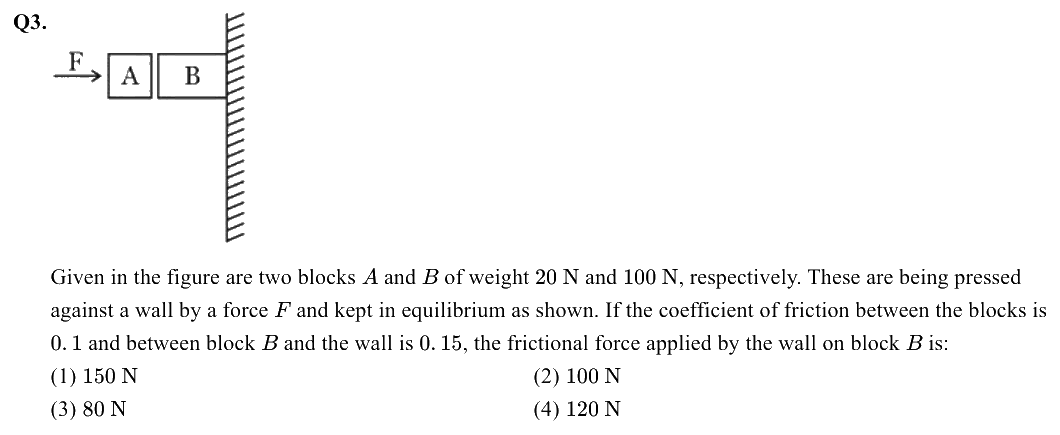 Q3.
F
A B
Given in the figure are two blocks A and B of weight 20 N and 100 N, respectively. These are being pressed
against a wall by a force F and kept in equilibrium as shown. If the coefficient of friction between the blocks is
0. 1 and between block B and the wall is 0. 15, the frictional force applied by the wall on block B is:
(1) 150 N (2) 100 N
(3) 80 N (4) 120 N